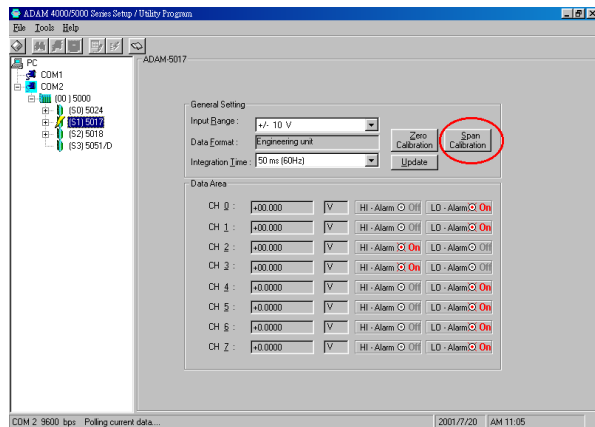 ADAM 4000/5000 Series Setup / Utility Program
File Tools Help
PC
COM1
COM2
(00 ) 5000
(S0) 5024
(S1) 5017
(S2) 5018
(S3) 5051/D
ADAM-5017
General Setting
Input Range : +/- 10 V
Data Format : Engineering unit
Integration Time : 50 ms (60Hz)
Zero Calibration
Span Calibration
Update
Data Area
CH 0 : +00.000 V HI - Alarm Off LO - Alarm On
CH 1 : +00.000 V HI - Alarm Off LO - Alarm On
CH 2 : +00.000 V HI - Alarm On LO - Alarm Off
CH 3 : +00.000 V HI - Alarm On LO - Alarm Off
CH 4 : +0.0000 V HI - Alarm Off LO - Alarm On
CH 5 : +0.0000 V HI - Alarm Off LO - Alarm On
CH 6 : +0.0000 V HI - Alarm Off LO - Alarm On
CH 7 : +0.0000 V HI - Alarm Off LO - Alarm On
COM 2 9600 bps Polling current data.... 2001/7/20 AM 11:05